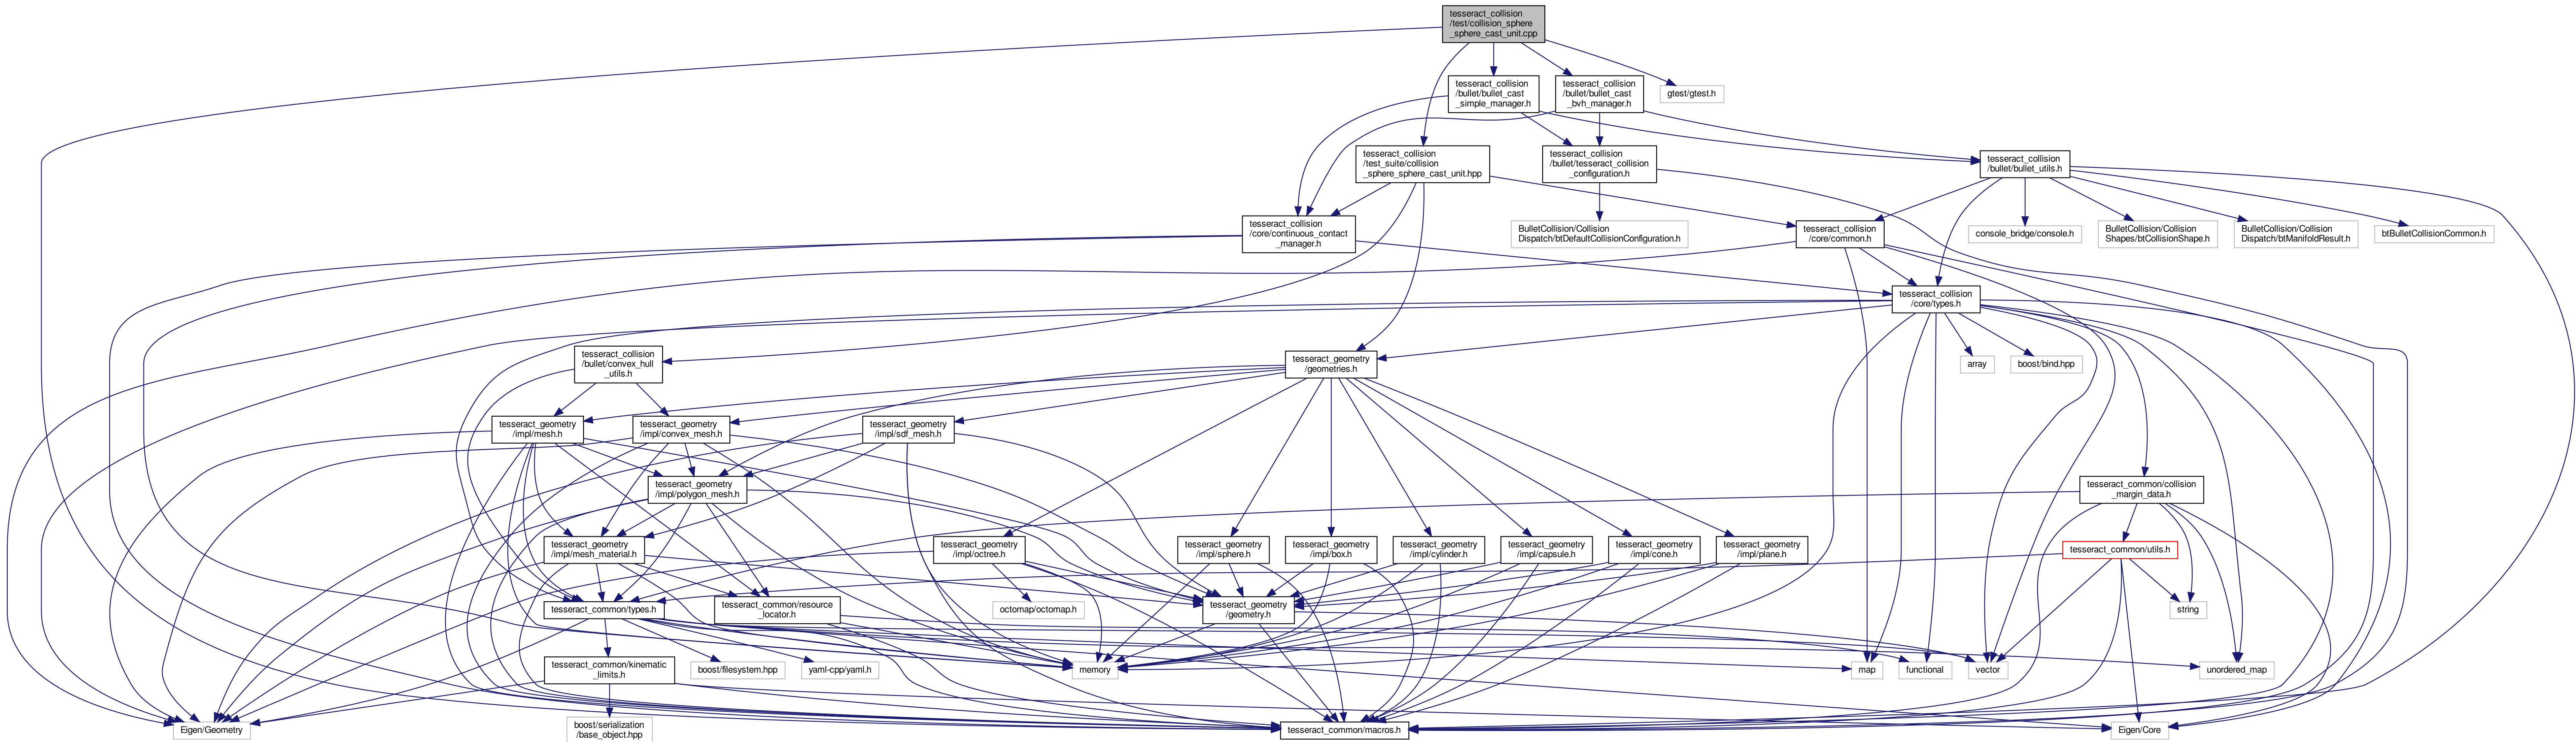 tesseract_collision
/test/collision_sphere
_sphere_cast_unit.cpp
tesseract_collision
/bullet/bullet_cast
_simple_manager.h
tesseract_collision
/bullet/bullet_cast
_bvh_manager.h
gtest/gtest.h
tesseract_collision
/test_suite/collision
_sphere_sphere_cast_unit.hpp
tesseract_collision
/bullet/tesseract_collision
_configuration.h
tesseract_collision
/bullet/bullet_utils.h
tesseract_collision
/core/continuous_contact
_manager.h
BulletCollision/Collision
Dispatch/btDefaultCollisionConfiguration.h
tesseract_collision
/core/common.h
console_bridge/console.h
BulletCollision/Collision
Shapes/btCollisionShape.h
BulletCollision/Collision
Dispatch/btManifoldResult.h
btBulletCollisionCommon.h
tesseract_collision
/core/types.h
tesseract_collision
/bullet/convex_hull
_utils.h
tesseract_geometry
/geometries.h
array
boost/bind.hpp
tesseract_geometry
/impl/mesh.h
tesseract_geometry
/impl/convex_mesh.h
tesseract_geometry
/impl/sdf_mesh.h
tesseract_geometry
/impl/polygon_mesh.h
tesseract_common/collision
_margin_data.h
tesseract_geometry
/impl/mesh_material.h
tesseract_geometry
/impl/octree.h
tesseract_geometry
/impl/sphere.h
tesseract_geometry
/impl/box.h
tesseract_geometry
/impl/cylinder.h
tesseract_geometry
/impl/capsule.h
tesseract_geometry
/impl/cone.h
tesseract_geometry
/impl/plane.h
tesseract_common/utils.h
tesseract_common/types.h
tesseract_common/resource
_locator.h
octomap/octomap.h
tesseract_geometry
/geometry.h
string
tesseract_common/kinematic
_limits.h
boost/filesystem.hpp
yaml-cpp/yaml.h
memory
map
functional
vector
unordered_map
Eigen/Geometry
boost/serialization
/base_object.hpp
tesseract_common/macros.h
Eigen/Core